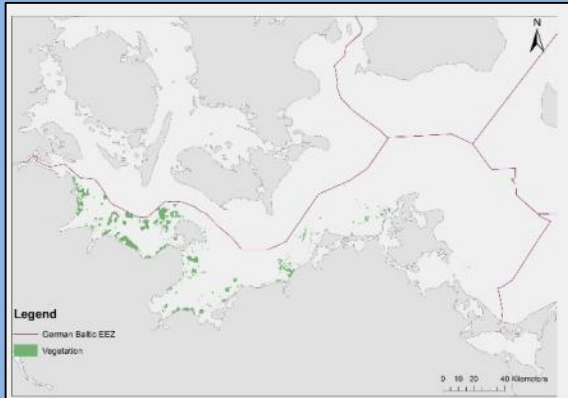 N
Legend
German Baltic EEZ
Vegetation
0 10 20 40 Kilometers